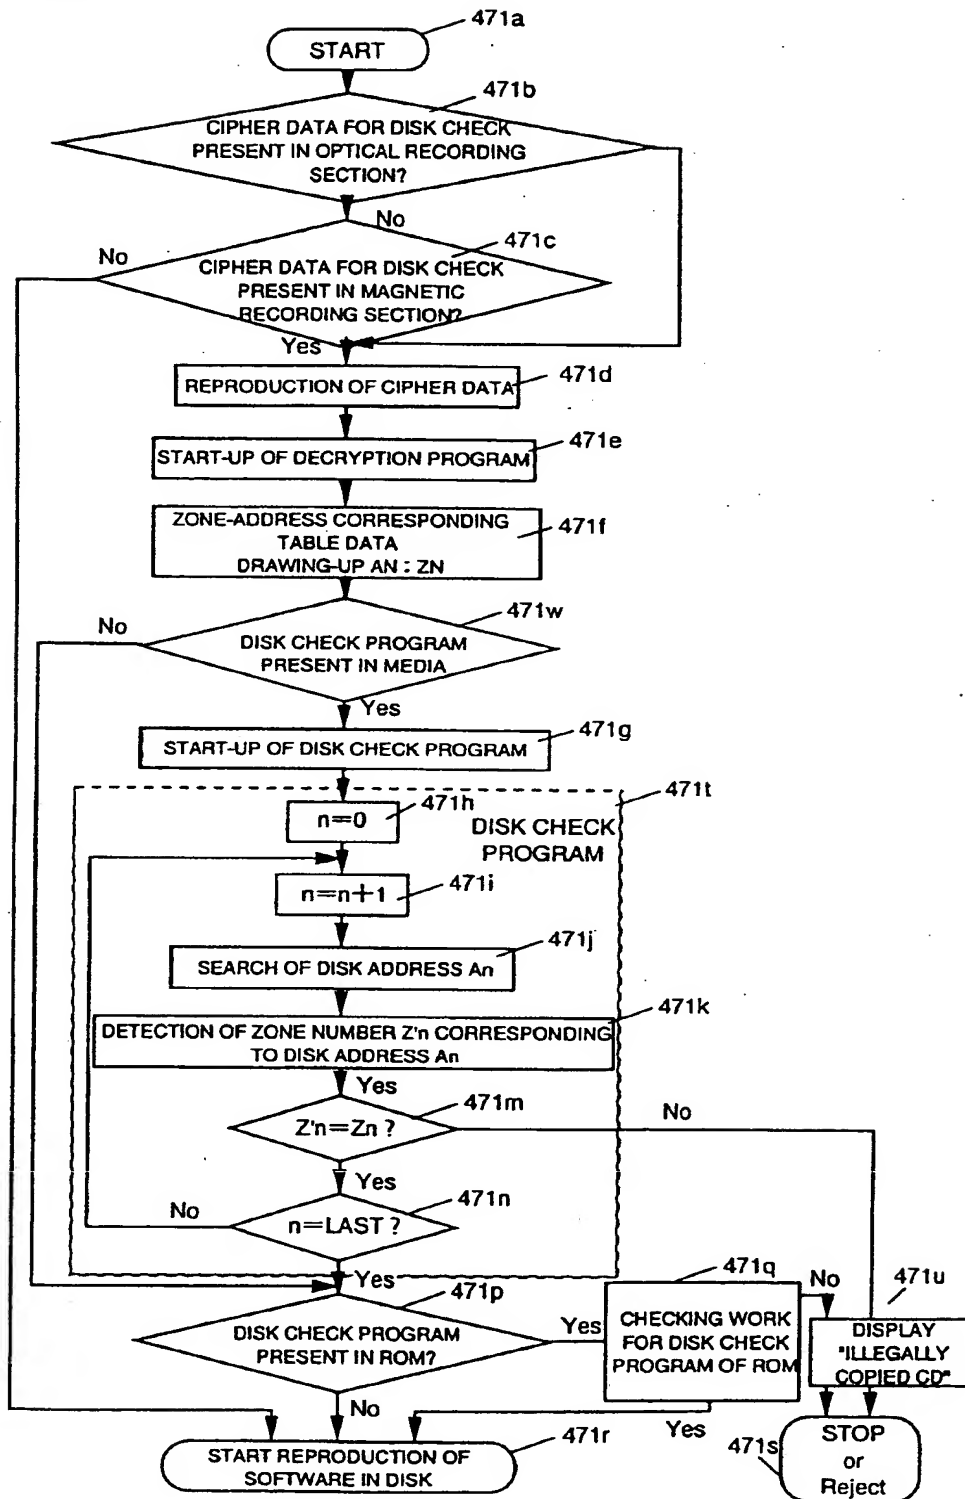 471a
START
471b
CIPHER DATA FOR DISK CHECK
PRESENT IN OPTICAL RECORDING
SECTION?
No
No
471c
CIPHER DATA FOR DISK CHECK
PRESENT IN MAGNETIC
RECORDING SECTION?
Yes
REPRODUCTION OF CIPHER DATA
471d
471e
START-UP OF DECRYPTION PROGRAM
ZONE-ADDRESS CORRESPONDING
TABLE DATA
DRAWING-UP AN : ZN
471f
471w
No
DISK CHECK PROGRAM
PRESENT IN MEDIA
Yes
START-UP OF DISK CHECK PROGRAM
471g
471t
471h
n=0
DISK CHECK
PROGRAM
471i
n=n+1
471j
SEARCH OF DISK ADDRESS An
471k
DETECTION OF ZONE NUMBER Z'n CORRESPONDING
TO DISK ADDRESS An
Yes
471m
No
Z'n=Zn ?
Yes
471n
No
n=LAST ?
Yes
471p
471q
No
471u
DISK CHECK PROGRAM
PRESENT IN ROM?
Yes
CHECKING WORK
FOR DISK CHECK
PROGRAM OF ROM
DISPLAY
"ILLEGALLY
COPIED CD"
No
Yes
471r
START REPRODUCTION OF
SOFTWARE IN DISK
471s
STOP
or
Reject